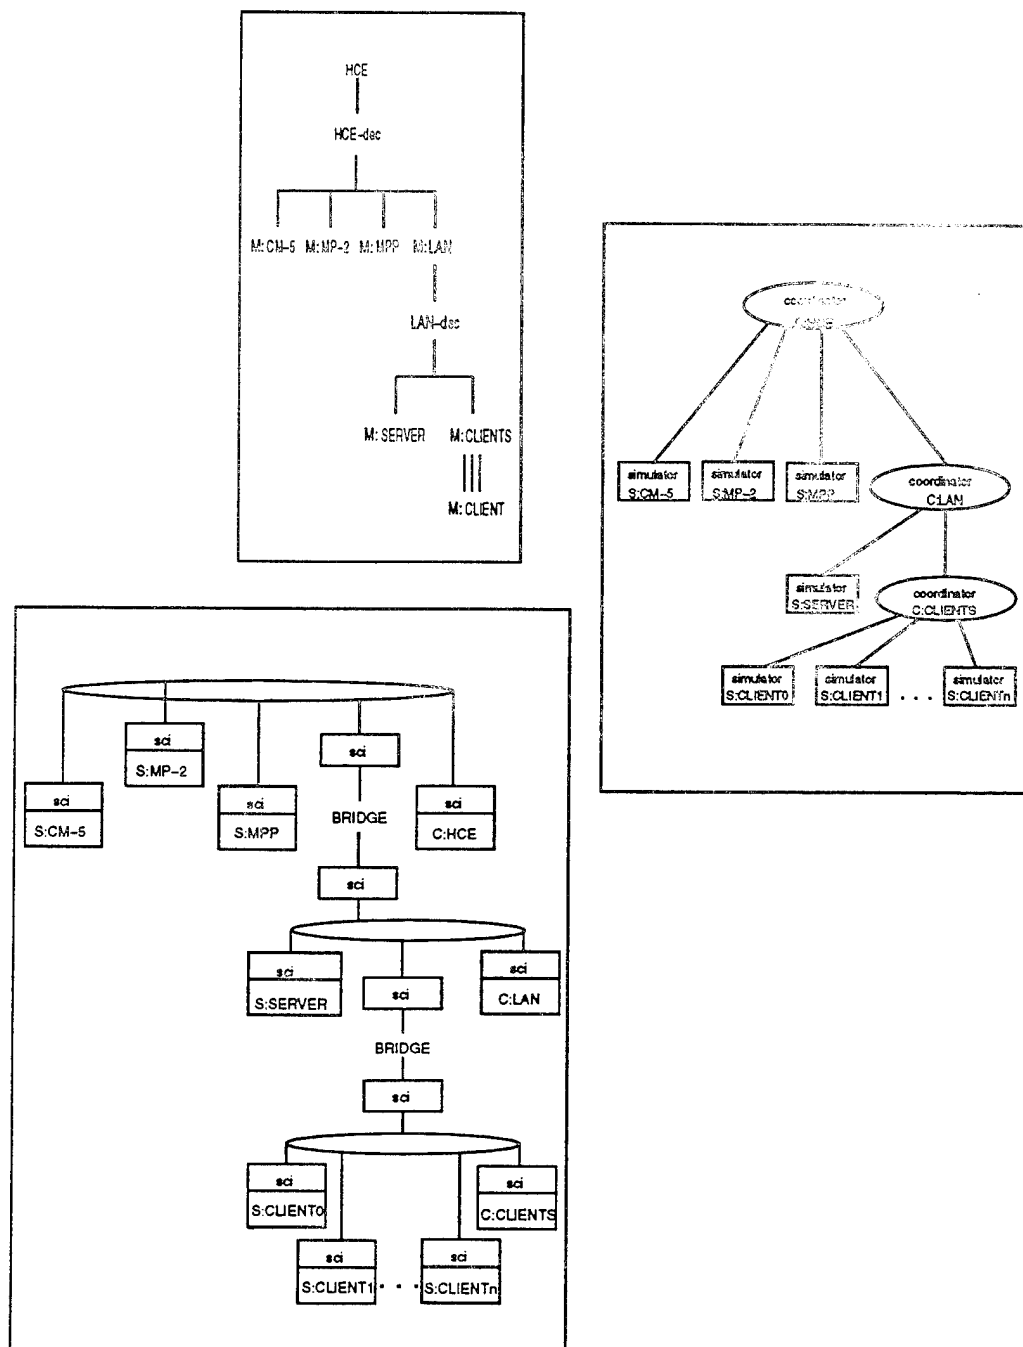 HCE
HCE-dec
M:CM-5 M:MP-2 M:MPP M:LAN
LAN-dec
M:SERVER M:CLIENTS
M:CLIENT
coordinator
simulator simulator simulator
S:CM-5 S:MP-2 S:MPP
coordinator
C:LAN
simulator
S:SERVER
coordinator
C:CLIENTS
simulator simulator simulator
S:CLIENT0 S:CLIENT1 . . . S:CLIENTn
sci
S:MP-2
sci
sci
S:CM-5
sci
S:MPP
BRIDGE
sci
C:HCE
sci
sci
S:SERVER
sci
sci
C:LAN
BRIDGE
sci
sci
S:CLIENT0
sci
C:CLIENTS
sci
S:CLIENT1
. . .
sci
S:CLIENTn